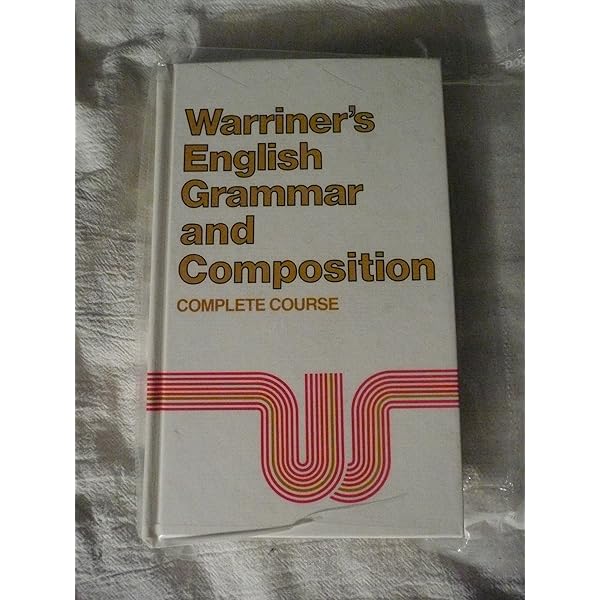 Warriner's
English
Grammar
and
Composition
COMPLETE COURSE